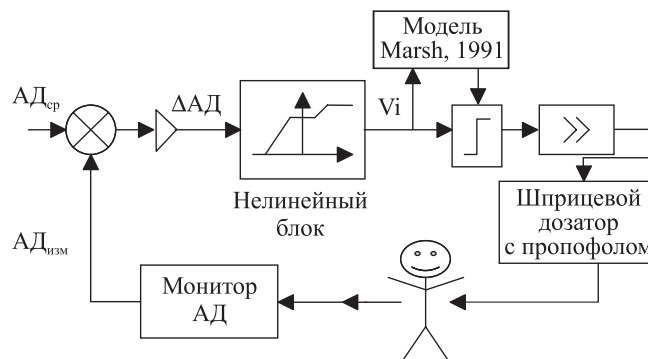 Модель
Marsh, 1991
АДср
ΔАД
Vi
Нелинейный
блок
Шприцевой
дозатор
с пропофолом
АДизм
Монитор
АД